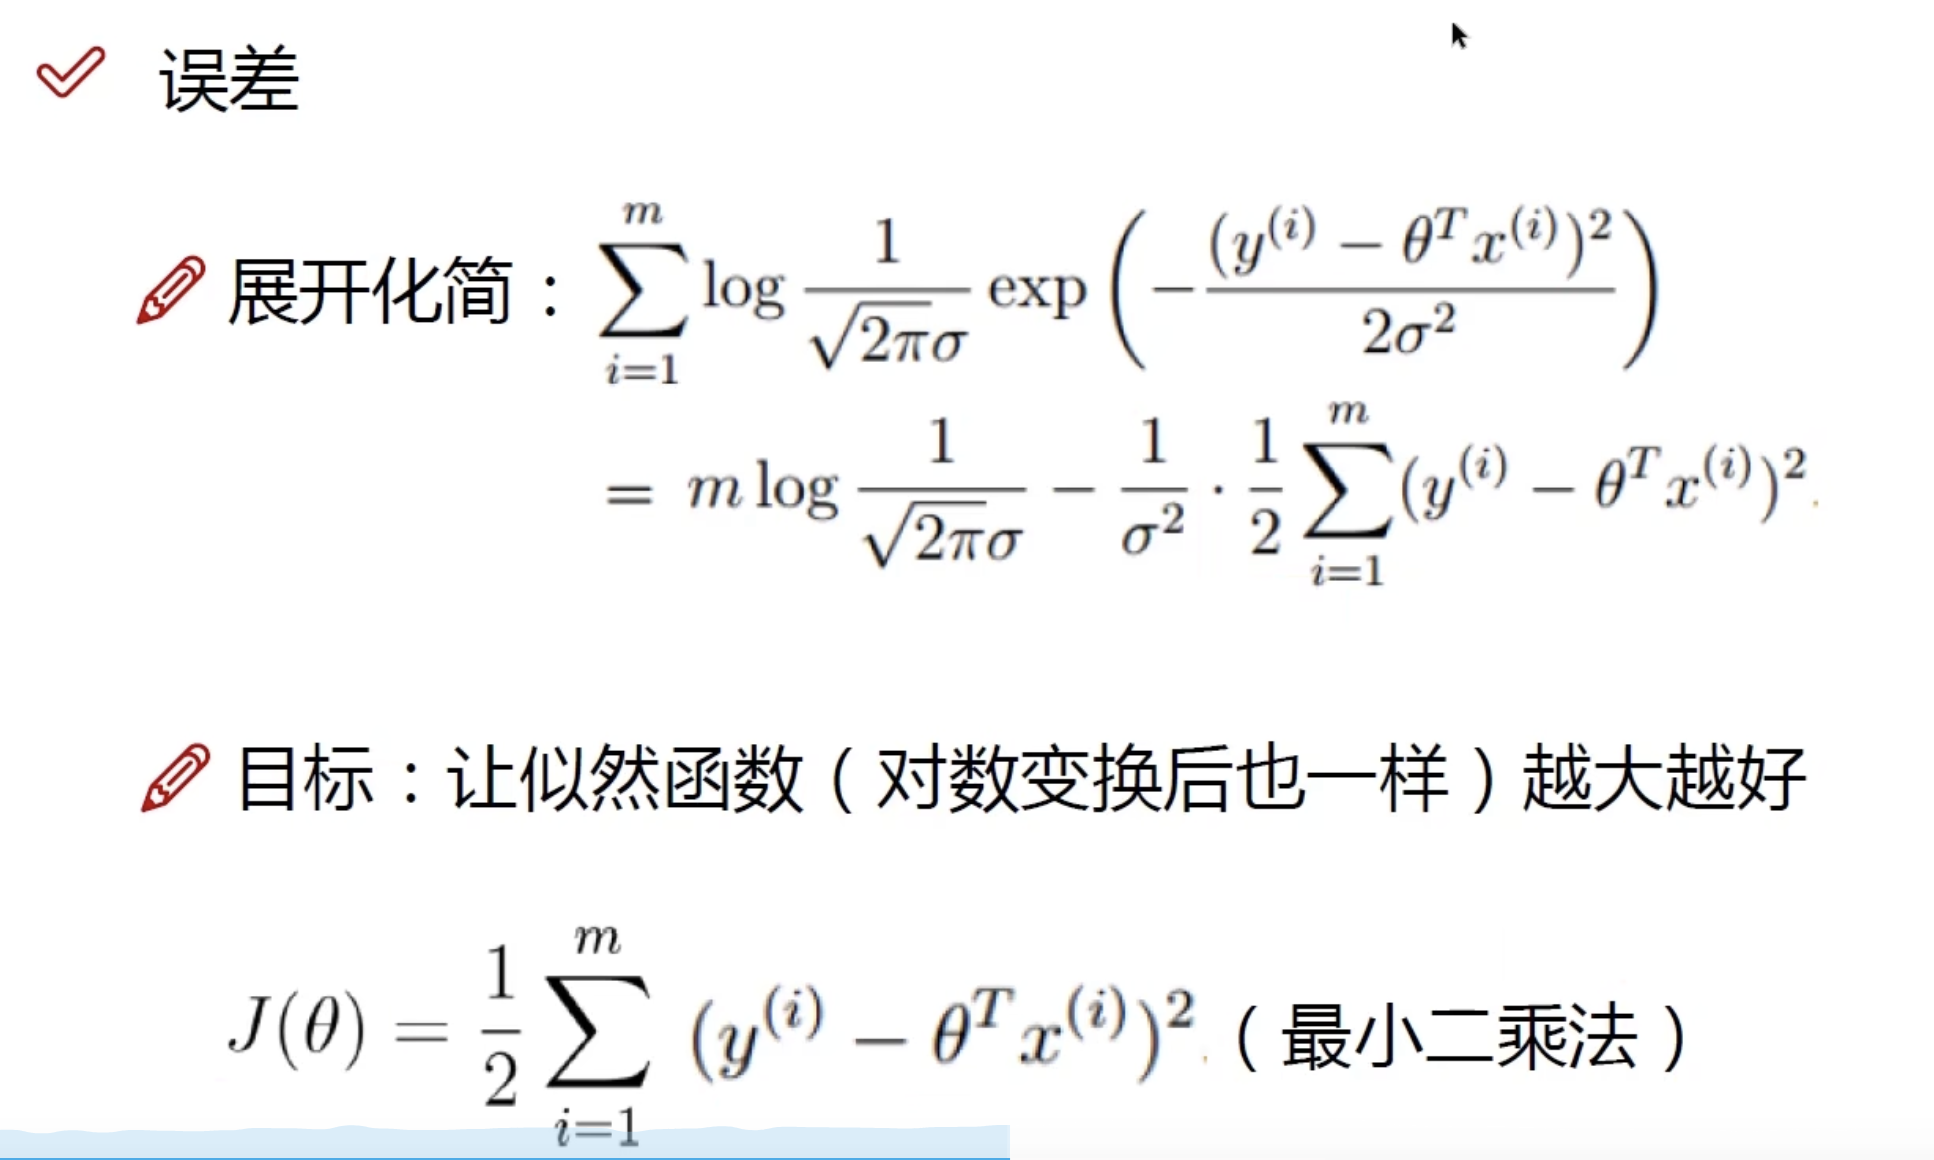 误差
展开化简：$\sum_{i=1}^{m} \log \frac{1}{\sqrt{2\pi}\sigma} \exp\left(-\frac{(y^{(i)} - \theta^T x^{(i)})^2}{2\sigma^2}\right)$
$= m \log \frac{1}{\sqrt{2\pi}\sigma} - \frac{1}{\sigma^2} \cdot \frac{1}{2} \sum_{i=1}^{m} (y^{(i)} - \theta^T x^{(i)})^2.$
目标：让似然函数（对数变换后也一样）越大越好
$J(\theta) = \frac{1}{2} \sum_{i=1}^{m} (y^{(i)} - \theta^T x^{(i)})^2.$（最小二乘法）